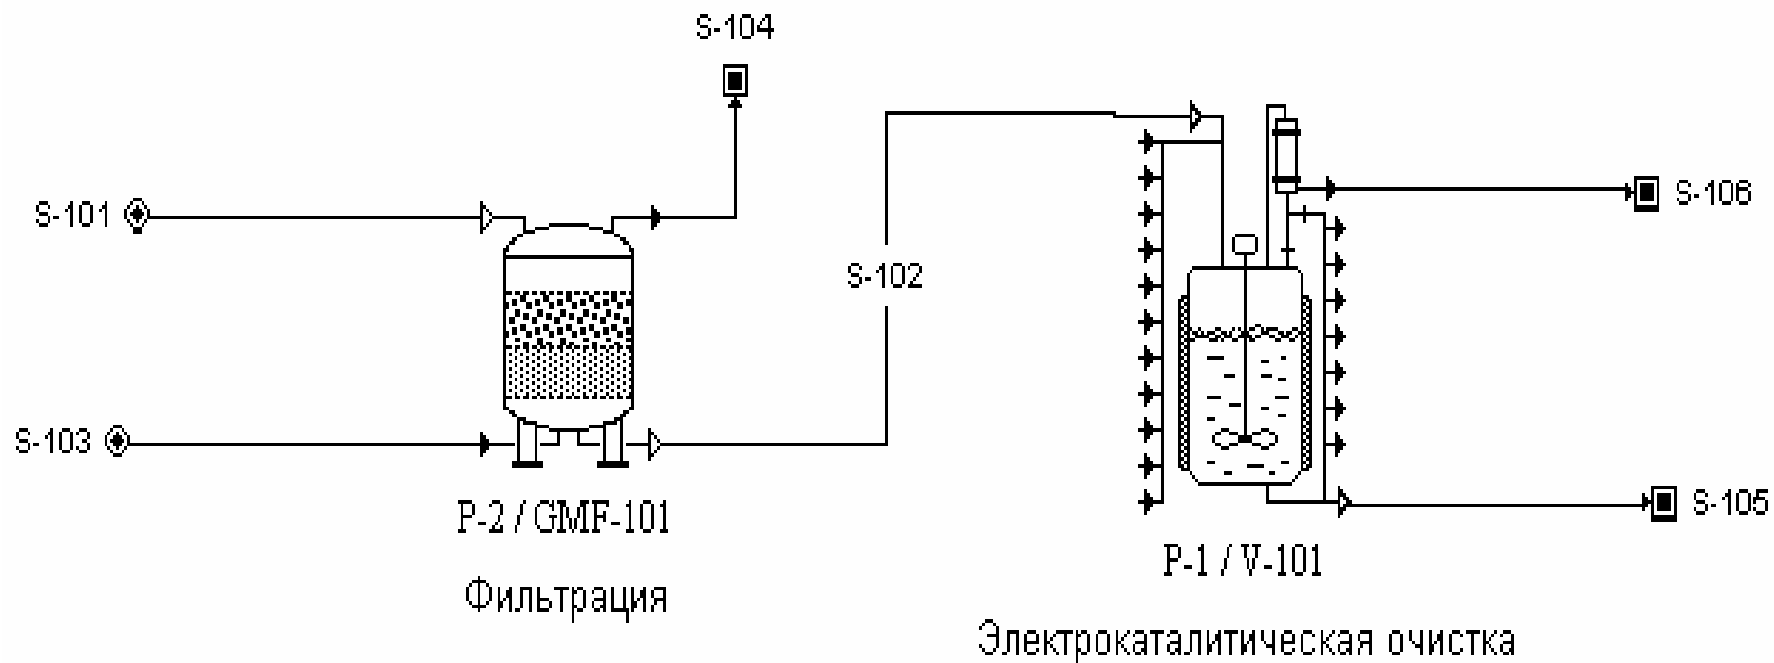 S-104
S-101
S-106
S-102
S-103
S-105
P-2 / GMF-101
P-1 / V-101
Фильтрация
Электрокаталитическая очистка